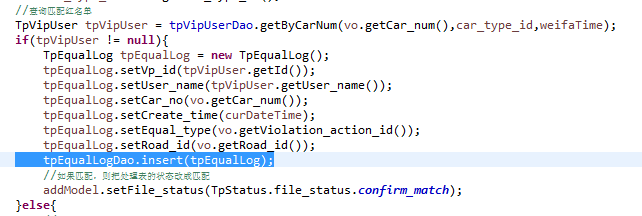 //查询匹配红名单
TpVipUser tpVipUser = tpVipUserDao.getByCarNum(vo.getCar_num(),car_type_id,weifaTime);
if(tpVipUser != null){
TpEqualLog tpEqualLog = new TpEqualLog();
tpEqualLog.setVp_id(tpVipUser.getId());
tpEqualLog.setUser_name(tpVipUser.getUser_name());
tpEqualLog.setCar_no(vo.getCar_num());
tpEqualLog.setCreate_time(curDateTime);
tpEqualLog.setEqual_type(vo.getViolation_action_id());
tpEqualLog.setRoad_id(vo.getRoad_id());
tpEqualLogDao.insert(tpEqualLog);
//如果匹配，则把处理表的状态改成匹配
addModel.setFile_status(TpStatus.file_status.confirm_match);
}else{